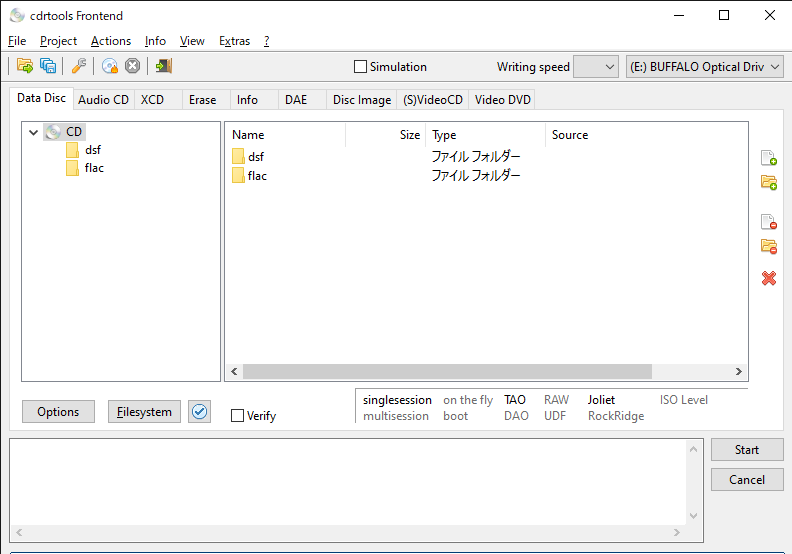 cdrtools Frontend
File Project Actions Info View Extras ?
Simulation Writing speed (E:) BUFFALO Optical Driv
Data Disc Audio CD XCD Erase Info DAE Disc Image (S)VideoCD Video DVD
CD
dsf
flac
Name Size Type Source
dsf ファイル フォルダー
flac ファイル フォルダー
Options Filesystem Verify
singlesession on the fly TAO RAW Joliet ISO Level
multisession boot DAO UDF RockRidge
Start
Cancel